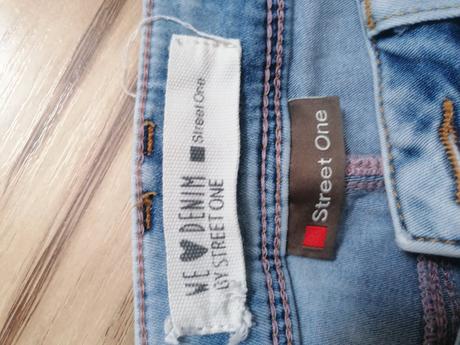 WE ♥ DENIM
BY STREET ONE
Street One
Street One